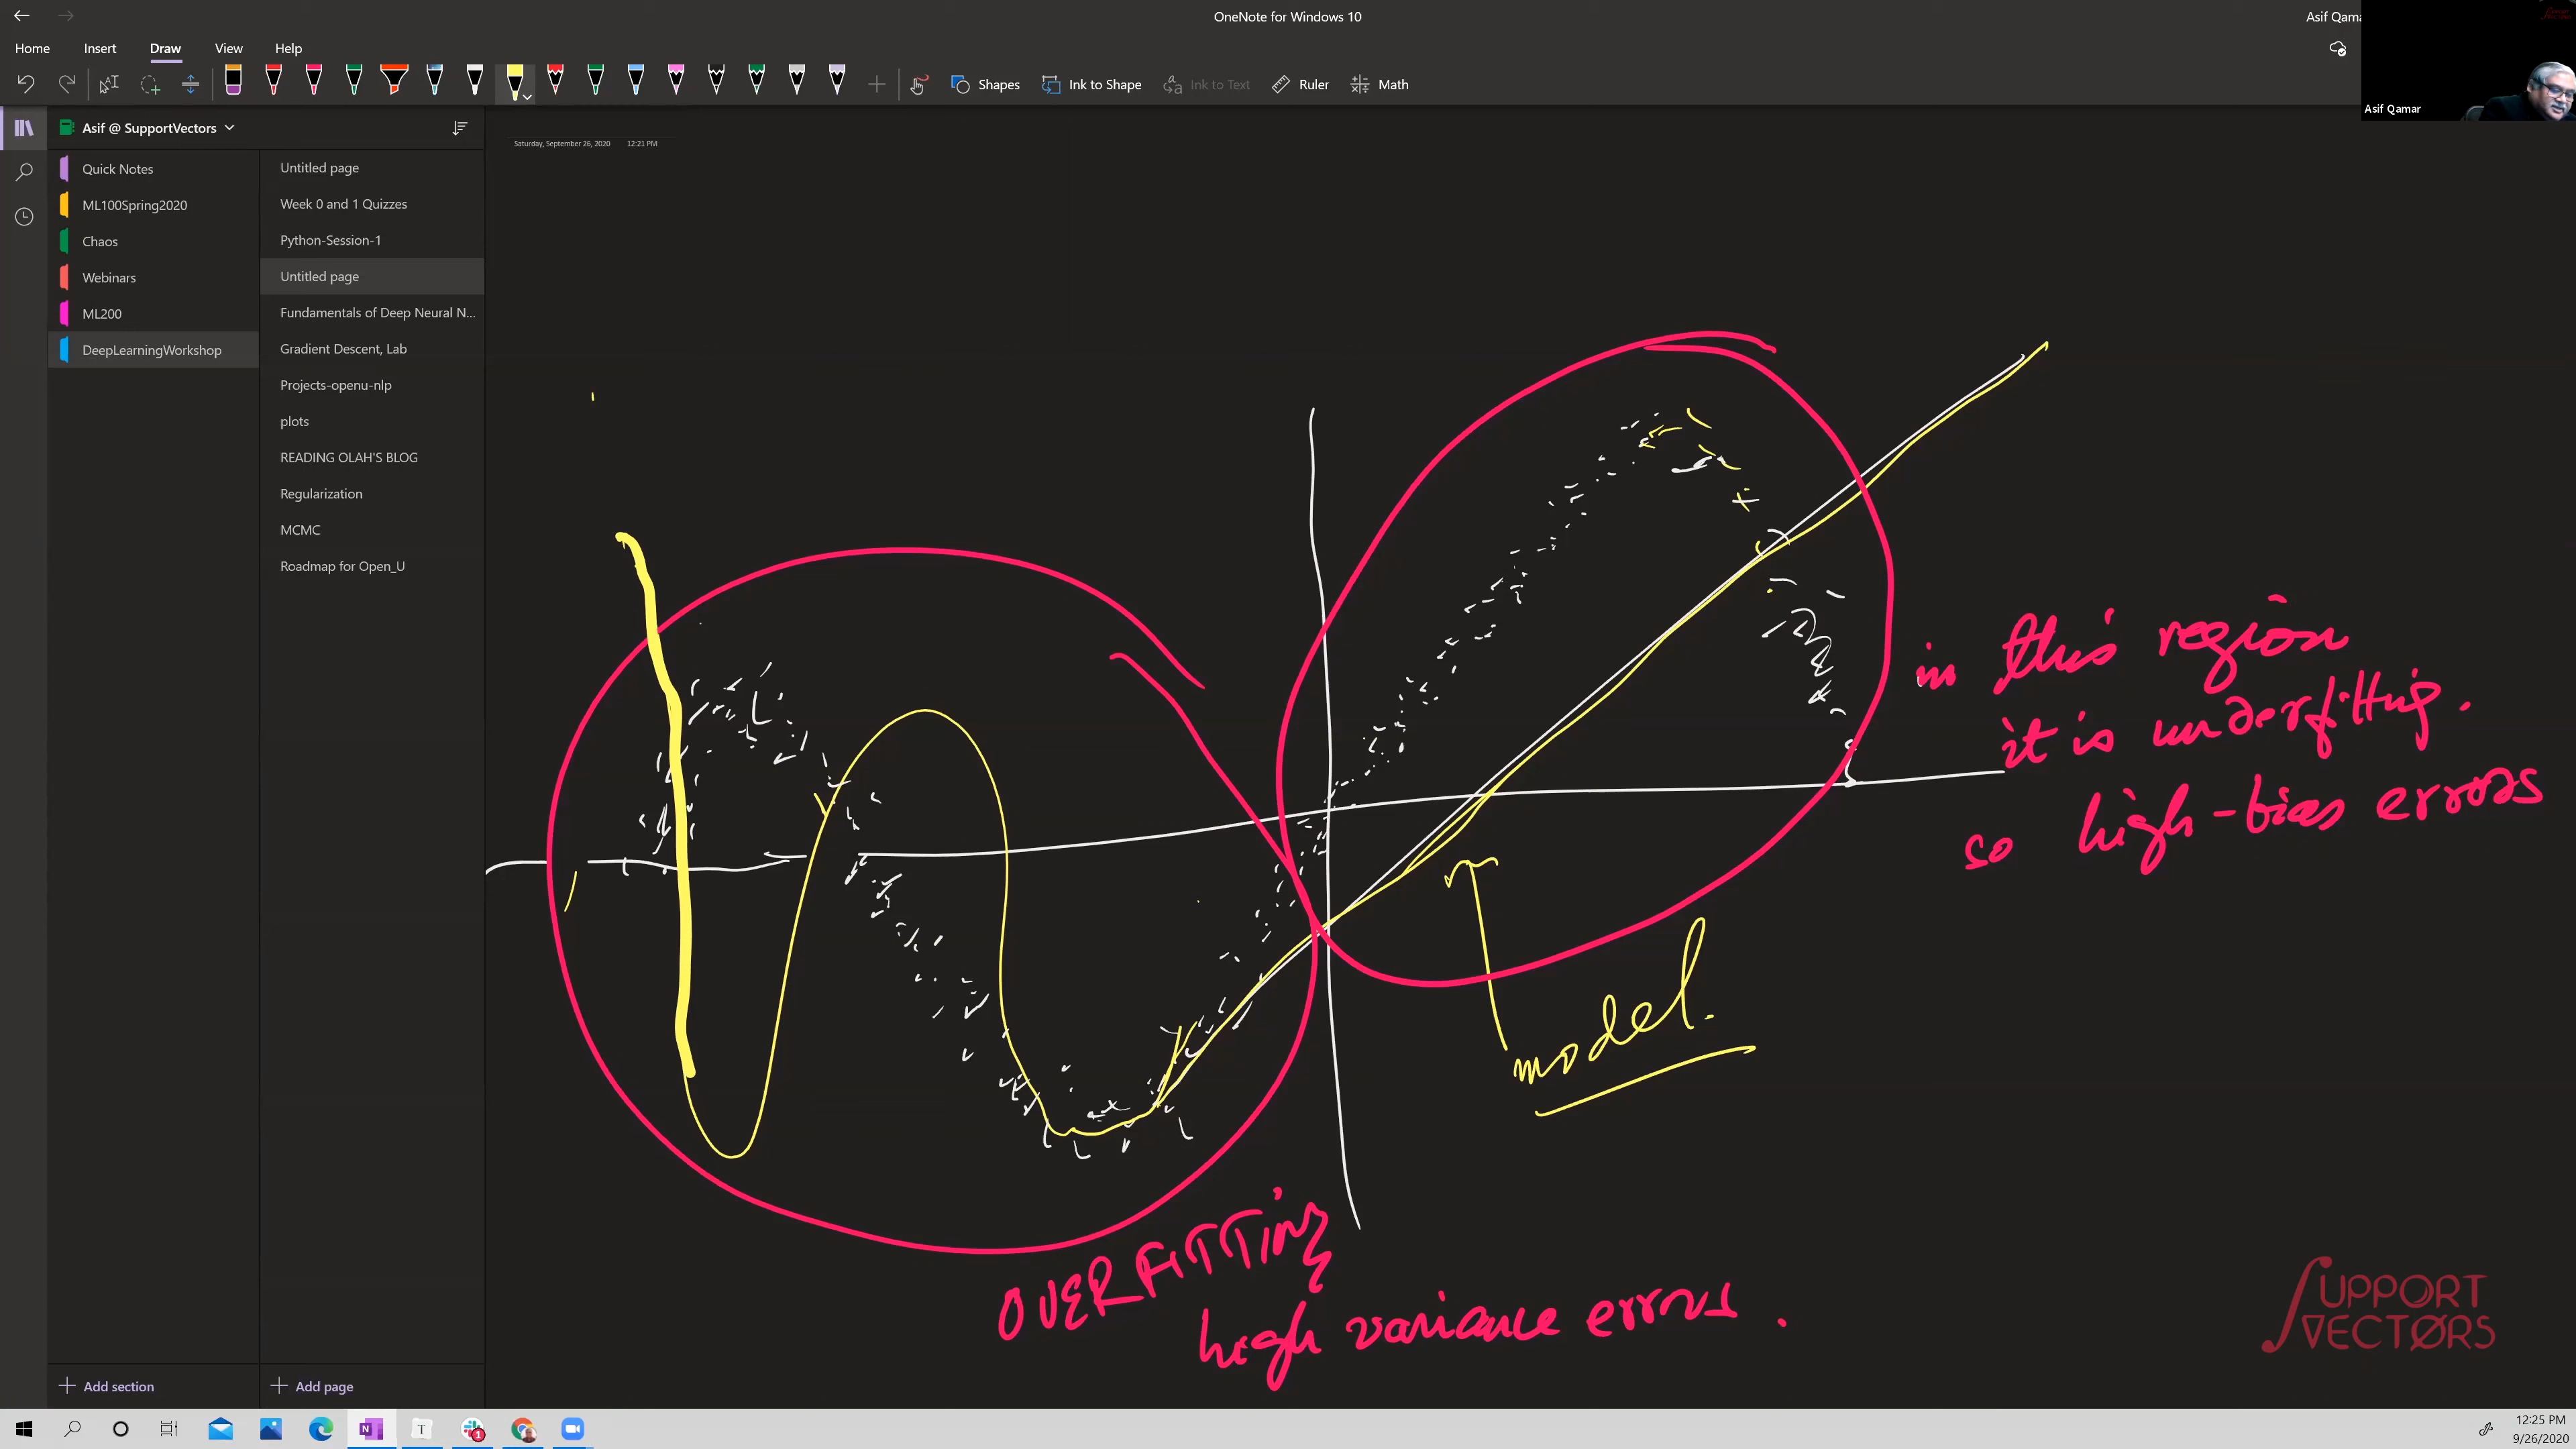 OneNote for Windows 10
Asif Qama
Home Insert Draw View Help
Shapes Ink to Shape Ink to Text Ruler Math
Asif Qamar
Asif @ SupportVectors
Quick Notes
ML100Spring2020
Chaos
Webinars
ML200
DeepLearningWorkshop
Untitled page
Week 0 and 1 Quizzes
Python-Session-1
Untitled page
Fundamentals of Deep Neural N...
Gradient Descent, Lab
Projects-openu-nlp
plots
READING OLAH'S BLOG
Regularization
MCMC
Roadmap for Open_U
Saturday, September 26, 2020 12:21 PM
in this region
it is underfitting.
so high-bias errors
model.
OVERFITTING
high variance errors.
SUPPORT
VECTORS
Add section
Add page
12:25 PM
9/26/2020